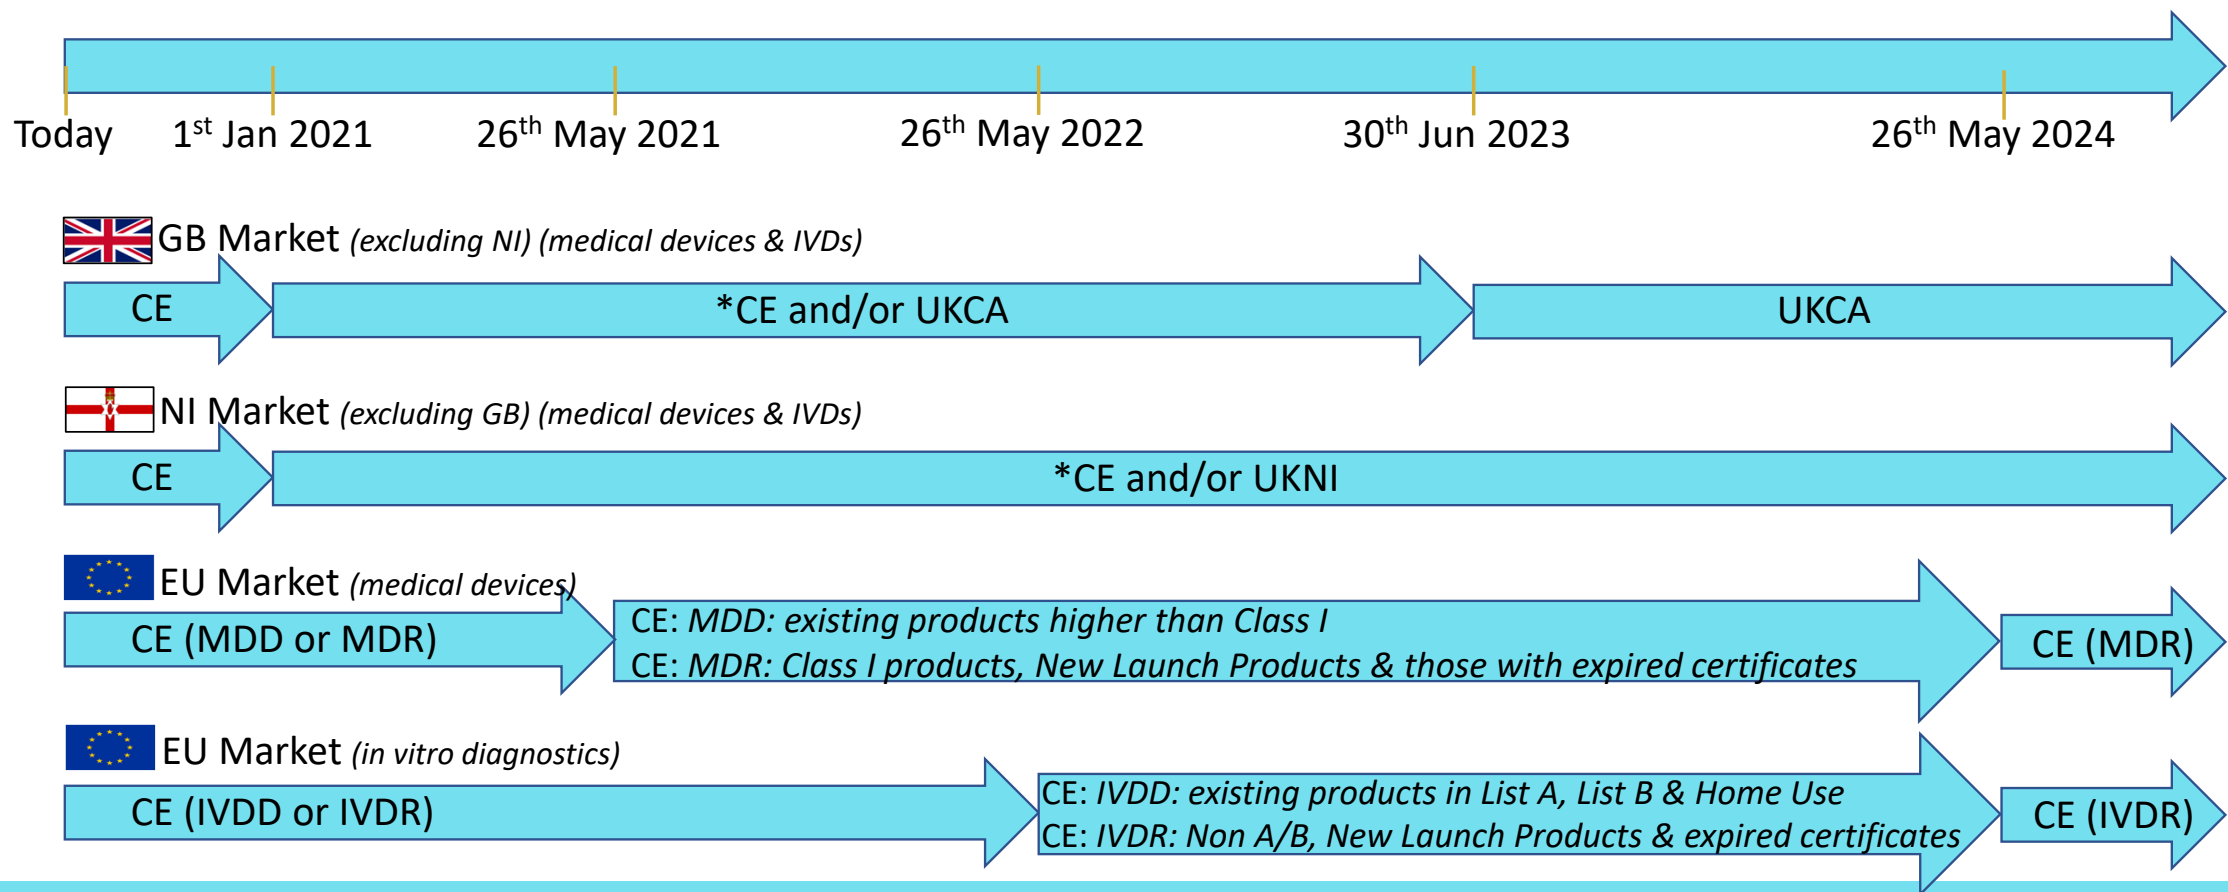 Today 1st Jan 2021 26th May 2021 26th May 2022 30th Jun 2023 26th May 2024
GB Market (excluding NI) (medical devices & IVDs)
CE *CE and/or UKCA UKCA
NI Market (excluding GB) (medical devices & IVDs)
CE *CE and/or UKNI
EU Market (medical devices)
CE (MDD or MDR)
CE: MDD: existing products higher than Class I
CE: MDR: Class I products, New Launch Products & those with expired certificates
CE (MDR)
EU Market (in vitro diagnostics)
CE (IVDD or IVDR)
CE: IVDD: existing products in List A, List B & Home Use
CE: IVDR: Non A/B, New Launch Products & expired certificates
CE (IVDR)